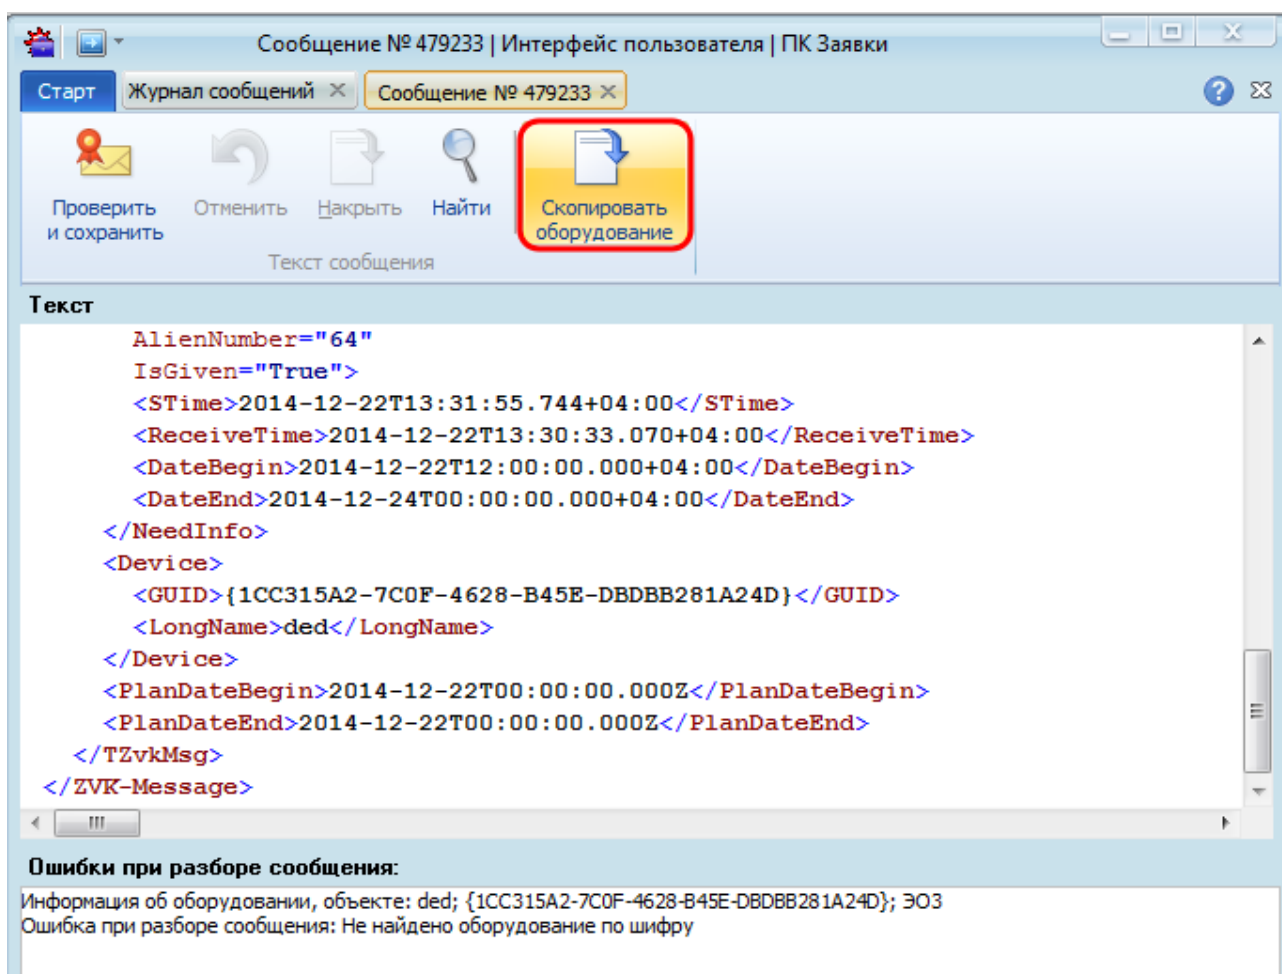 Сообщение № 479233 | Интерфейс пользователя | ПК Заявки
Старт Журнал сообщений Сообщение № 479233
Проверить и сохранить
Отменить
Накрыть
Найти
Скопировать оборудование
Текст сообщения
Текст
AlienNumber="64"
IsGiven="True">
<STime>2014-12-22T13:31:55.744+04:00</STime>
<ReceiveTime>2014-12-22T13:30:33.070+04:00</ReceiveTime>
<DateBegin>2014-12-22T12:00:00.000+04:00</DateBegin>
<DateEnd>2014-12-24T00:00:00.000+04:00</DateEnd>
</NeedInfo>
<Device>
<GUID>{1CC315A2-7C0F-4628-B45E-DBDBB281A24D}</GUID>
<LongName>ded</LongName>
</Device>
<PlanDateBegin>2014-12-22T00:00:00.000Z</PlanDateBegin>
<PlanDateEnd>2014-12-22T00:00:00.000Z</PlanDateEnd>
</TZvkMsg>
</ZVK-Message>
Ошибки при разборе сообщения:
Информация об оборудовании, объекте: ded; {1CC315A2-7C0F-4628-B45E-DBDBB281A24D}; ЭОЗ
Ошибка при разборе сообщения: Не найдено оборудование по шифру